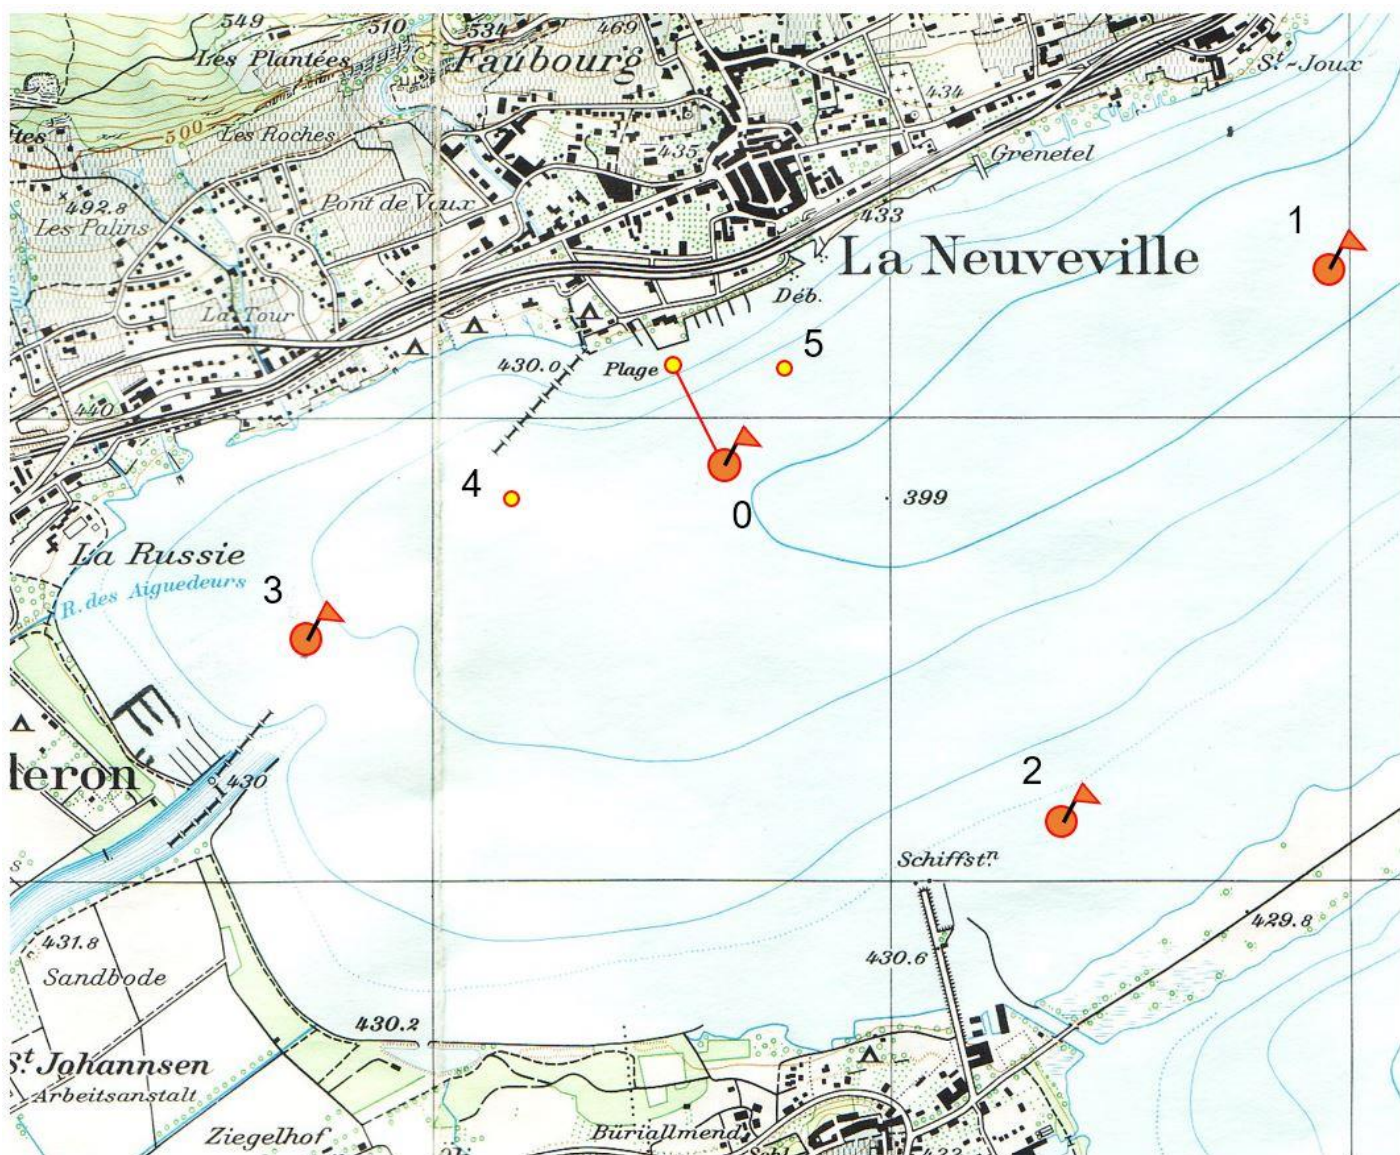 549
510
534
469
Les Plantées
Faubourg
St-Joux
434
500
Les Roches
ttes
435
Grenetel
492.8
Les Palins
Pont de Vaux
433
1
La Neuveville
La Tour
Déb.
430.0
Plage
5
440
4
399
0
La Russie
R. des Aiguedeurs
3
leron
430
2
Schiffstn.
429.8
431.8
430.6
Sandbode
430.2
St. Johannsen
Arbeitsanstalt
Ziegelhof
Büriallmend